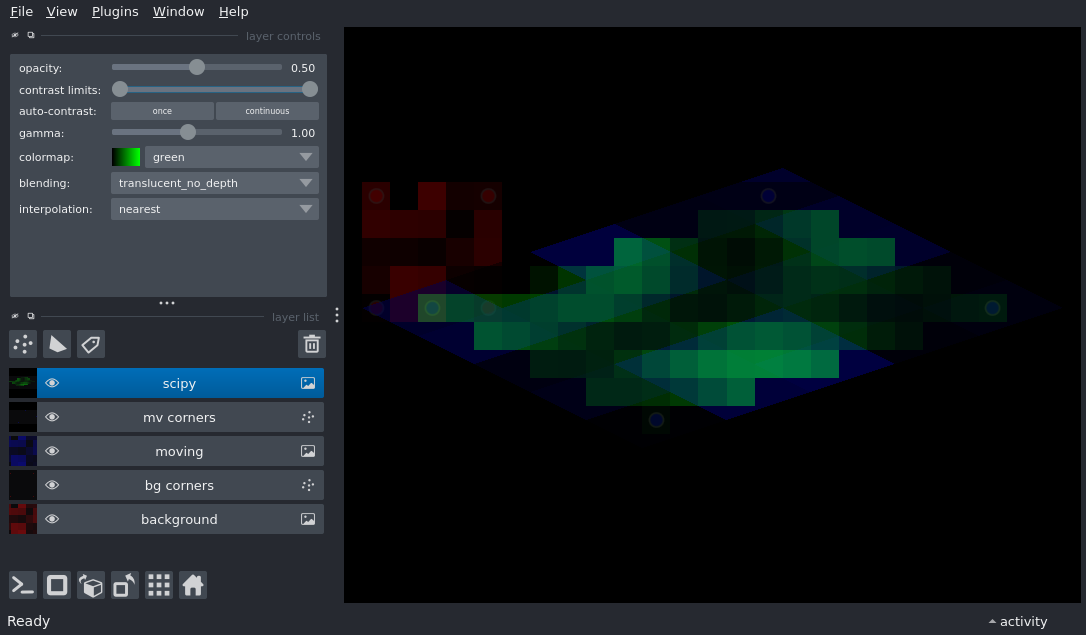 File View Plugins Window Help
layer controls
opacity: 0.50
contrast limits:
auto-contrast: once continuous
gamma: 1.00
colormap: green
blending: translucent_no_depth
interpolation: nearest
layer list
scipy
mv corners
moving
bg corners
background
Ready activity